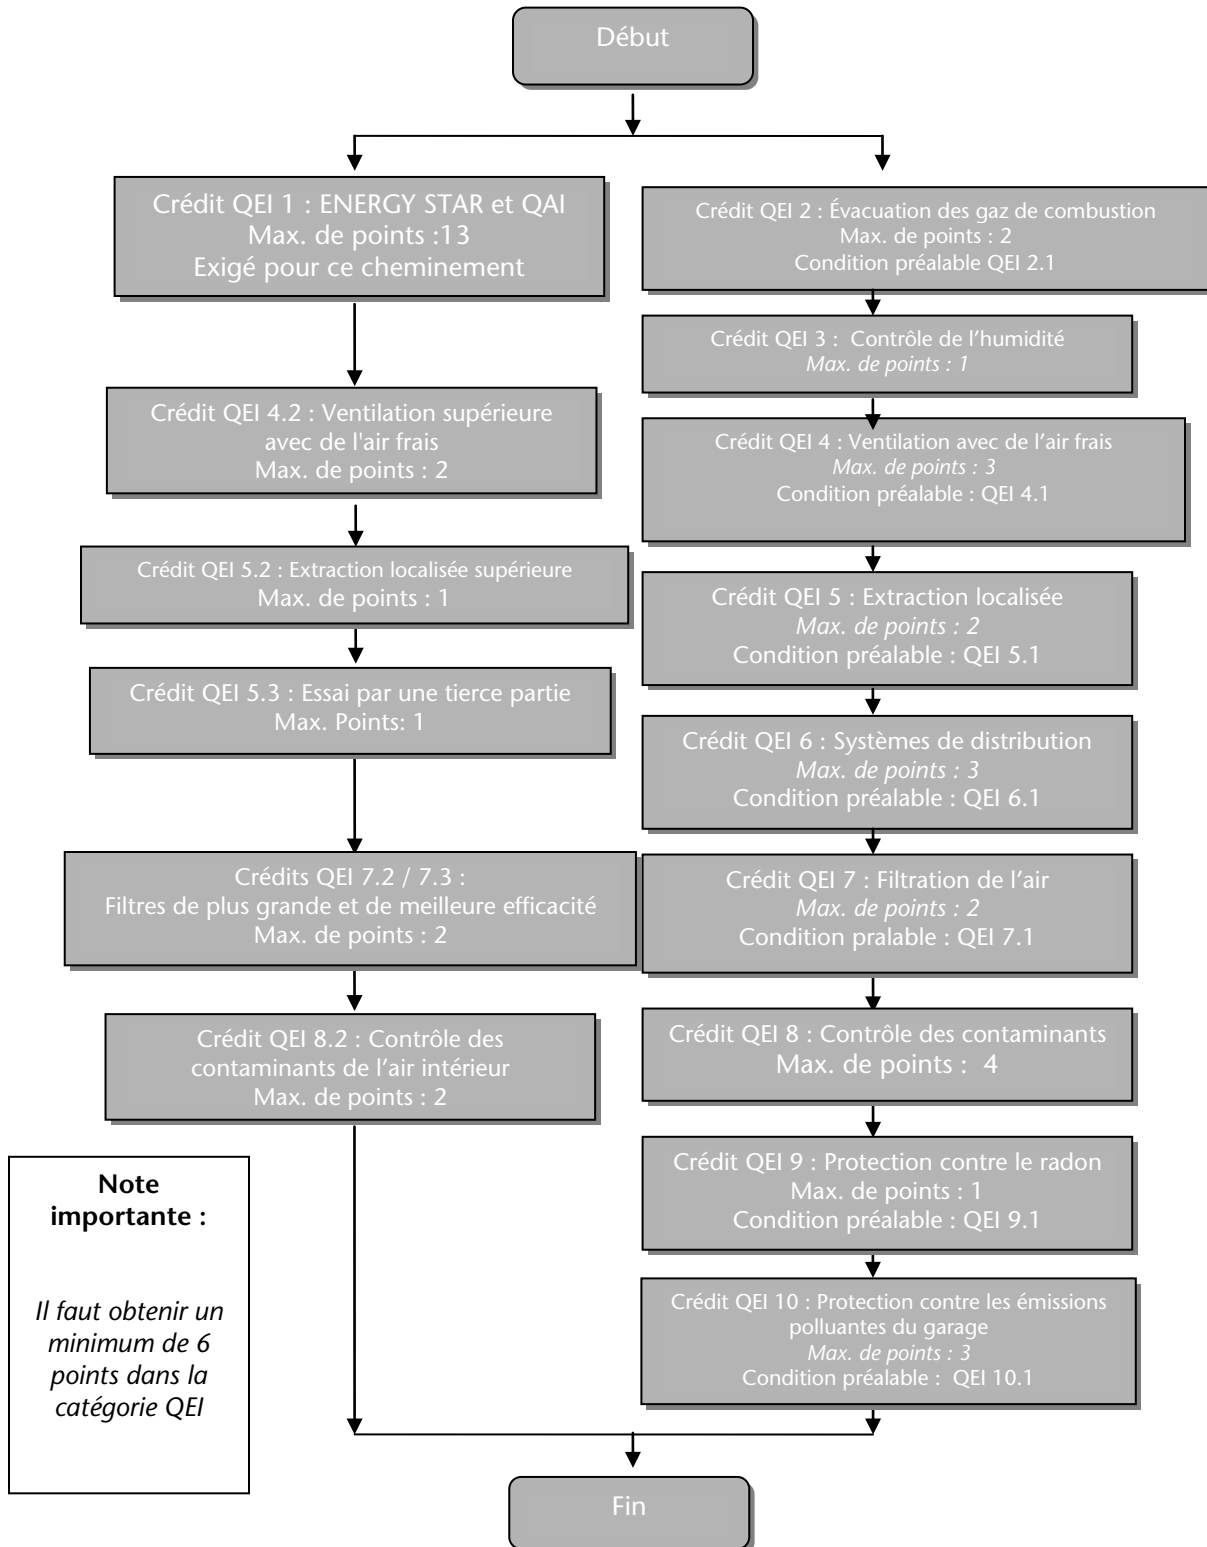 Début
Crédit QEI 1 : ENERGY STAR et QAI
Max. de points :13
Exigé pour ce cheminement
Crédit QEI 4.2 : Ventilation supérieure
avec de l'air frais
Max. de points : 2
Crédit QEI 5.2 : Extraction localisée supérieure
Max. de points : 1
Crédit QEI 5.3 : Essai par une tierce partie
Max. Points: 1
Crédits QEI 7.2 / 7.3 :
Filtres de plus grande et de meilleure efficacité
Max. de points : 2
Crédit QEI 8.2 : Contrôle des
contaminants de l’air intérieur
Max. de points : 2
Crédit QEI 2 : Évacuation des gaz de combustion
Max. de points : 2
Condition préalable QEI 2.1
Crédit QEI 3 : Contrôle de l’humidité
Max. de points : 1
Crédit QEI 4 : Ventilation avec de l’air frais
Max. de points : 3
Condition préalable : QEI 4.1
Crédit QEI 5 : Extraction localisée
Max. de points : 2
Condition préalable : QEI 5.1
Crédit QEI 6 : Systèmes de distribution
Max. de points : 3
Condition préalable : QEI 6.1
Crédit QEI 7 : Filtration de l’air
Max. de points : 2
Condition pralable : QEI 7.1
Crédit QEI 8 : Contrôle des contaminants
Max. de points : 4
Crédit QEI 9 : Protection contre le radon
Max. de points : 1
Condition préalable : QEI 9.1
Crédit QEI 10 : Protection contre les émissions
polluantes du garage
Max. de points : 3
Condition préalable : QEI 10.1
Note
importante :
Il faut obtenir un
minimum de 6
points dans la
catégorie QEI
Fin